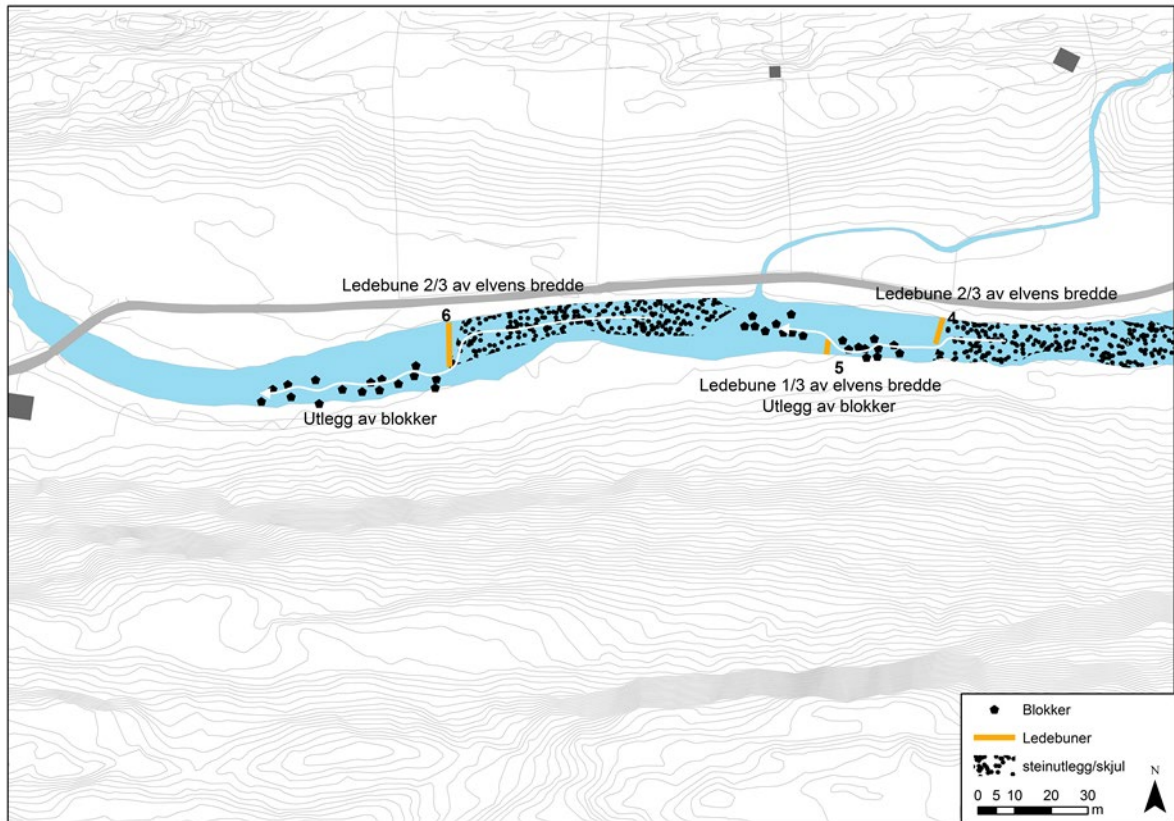 Ledebune 2/3 av elvens bredde
6
Ledebune 2/3 av elvens bredde
4
5
Ledebune 1/3 av elvens bredde
Utlegg av blokker
Utlegg av blokker
Blokker
Ledebuner
steinutlegg/skjul
0 5 10 20 30
m
N